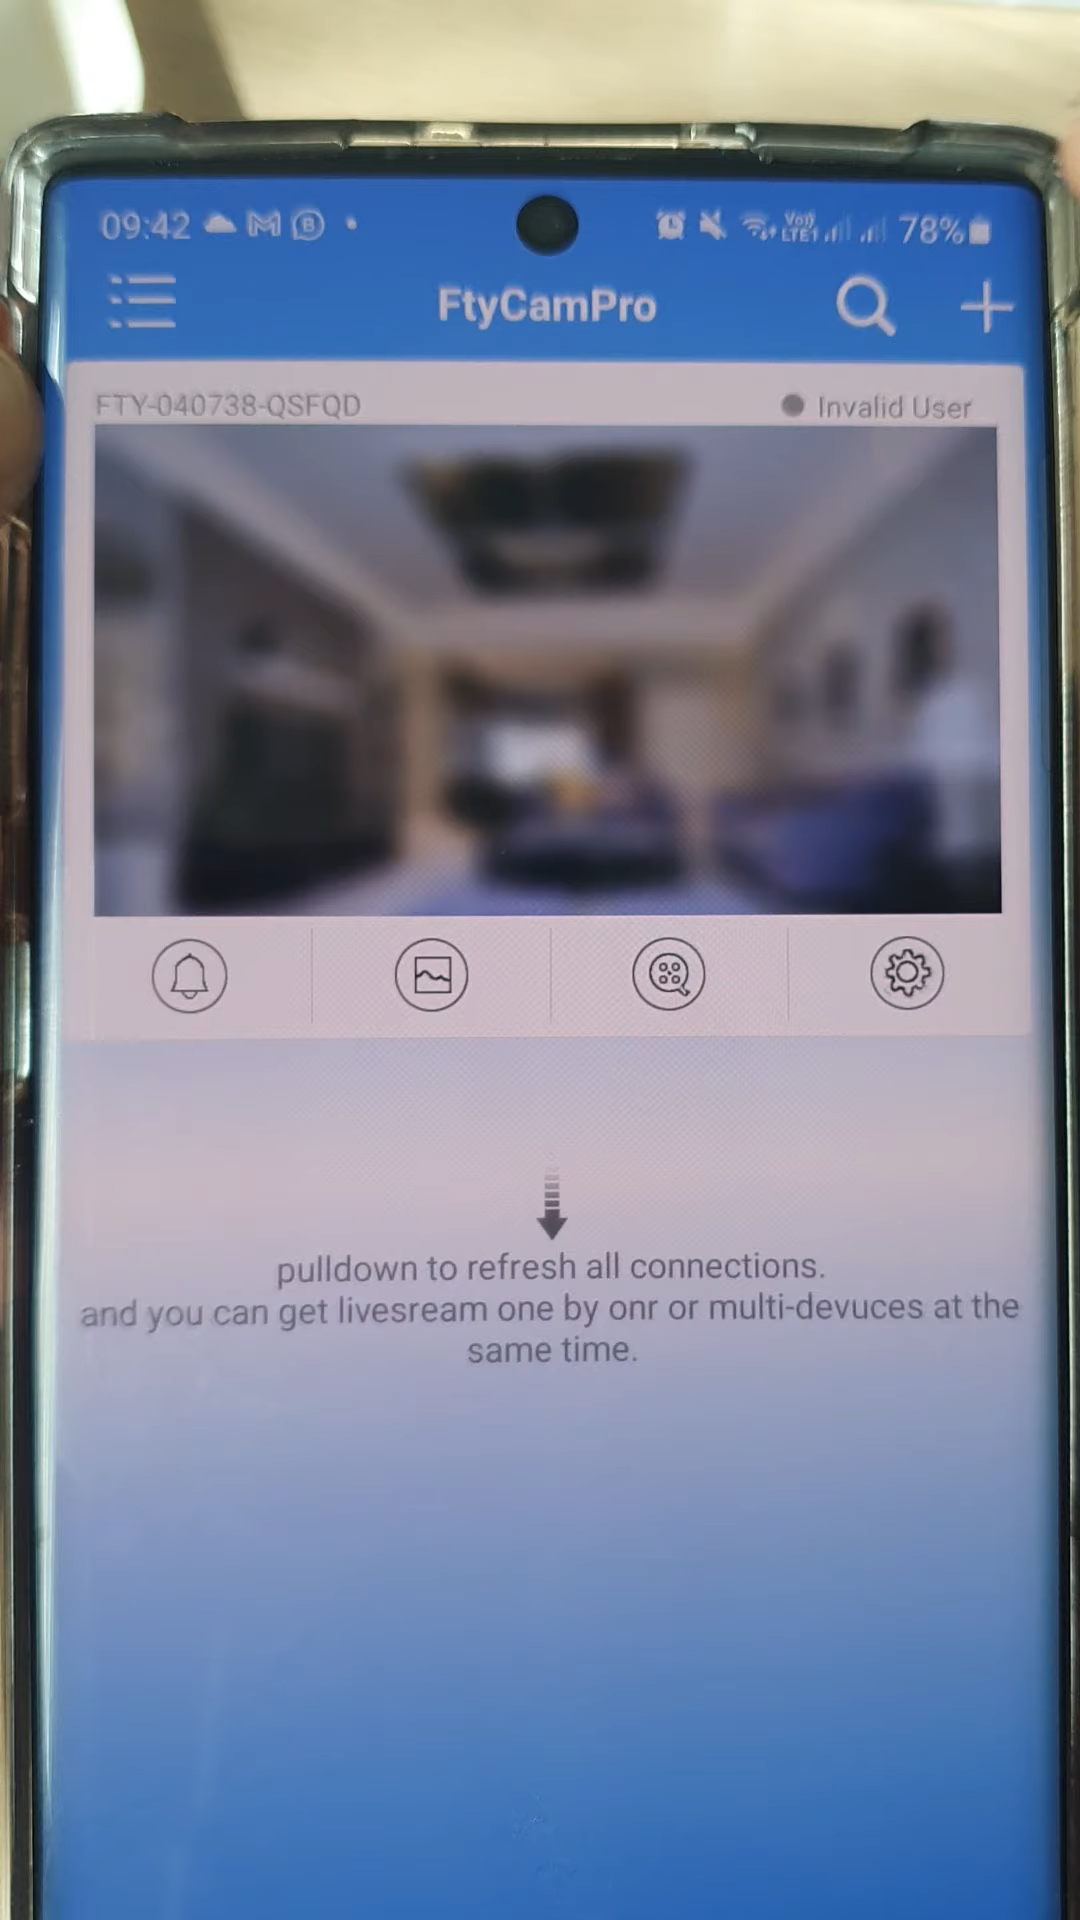 09:42 78%
FtyCamPro
FTY-040738-QSFQD Invalid User
pulldown to refresh all connections.
and you can get livesream one by onr or multi-devuces at the
same time.